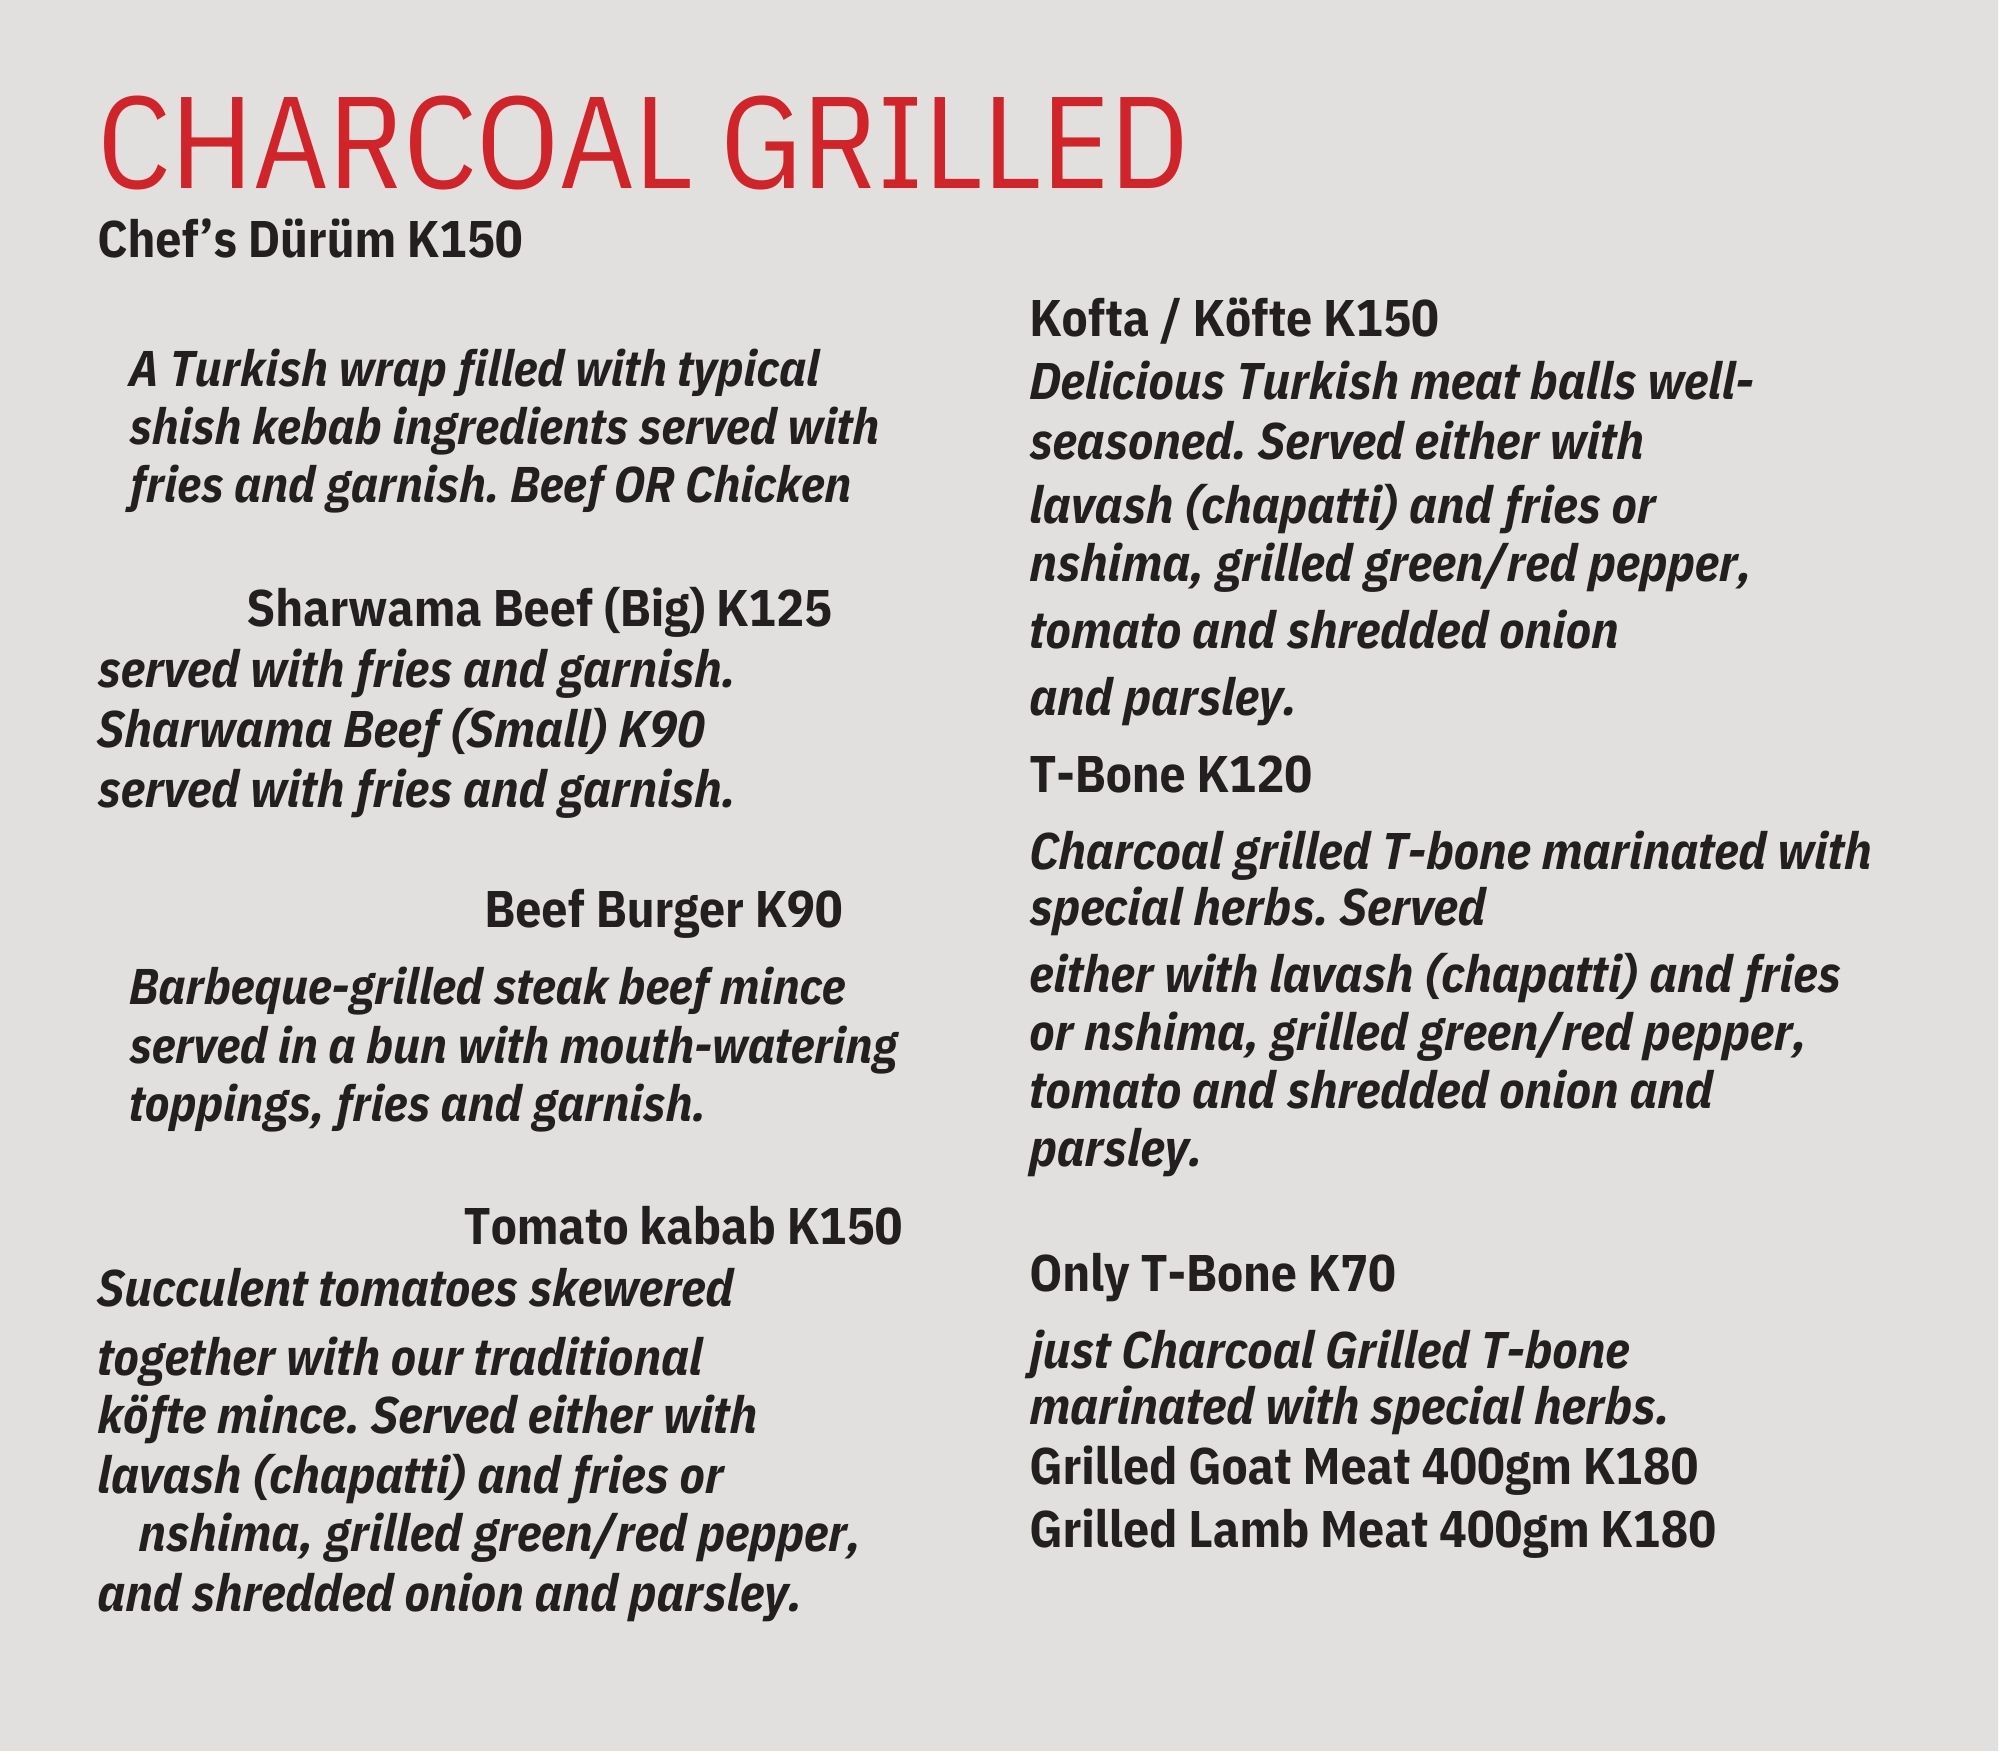 CHARCOAL GRILLED
Chef’s Dürüm K150
A Turkish wrap filled with typical
shish kebab ingredients served with
fries and garnish. Beef OR Chicken
Sharwama Beef (Big) K125
served with fries and garnish.
Sharwama Beef (Small) K90
served with fries and garnish.
Beef Burger K90
Barbeque-grilled steak beef mince
served in a bun with mouth-watering
toppings, fries and garnish.
Tomato kabab K150
Succulent tomatoes skewered
together with our traditional
köfte mince. Served either with
lavash (chapatti) and fries or
nshima, grilled green/red pepper,
and shredded onion and parsley.
Kofta / Köfte K150
Delicious Turkish meat balls well-
seasoned. Served either with
lavash (chapatti) and fries or
nshima, grilled green/red pepper,
tomato and shredded onion
and parsley.
T-Bone K120
Charcoal grilled T-bone marinated with
special herbs. Served
either with lavash (chapatti) and fries
or nshima, grilled green/red pepper,
tomato and shredded onion and
parsley.
Only T-Bone K70
just Charcoal Grilled T-bone
marinated with special herbs.
Grilled Goat Meat 400gm K180
Grilled Lamb Meat 400gm K180